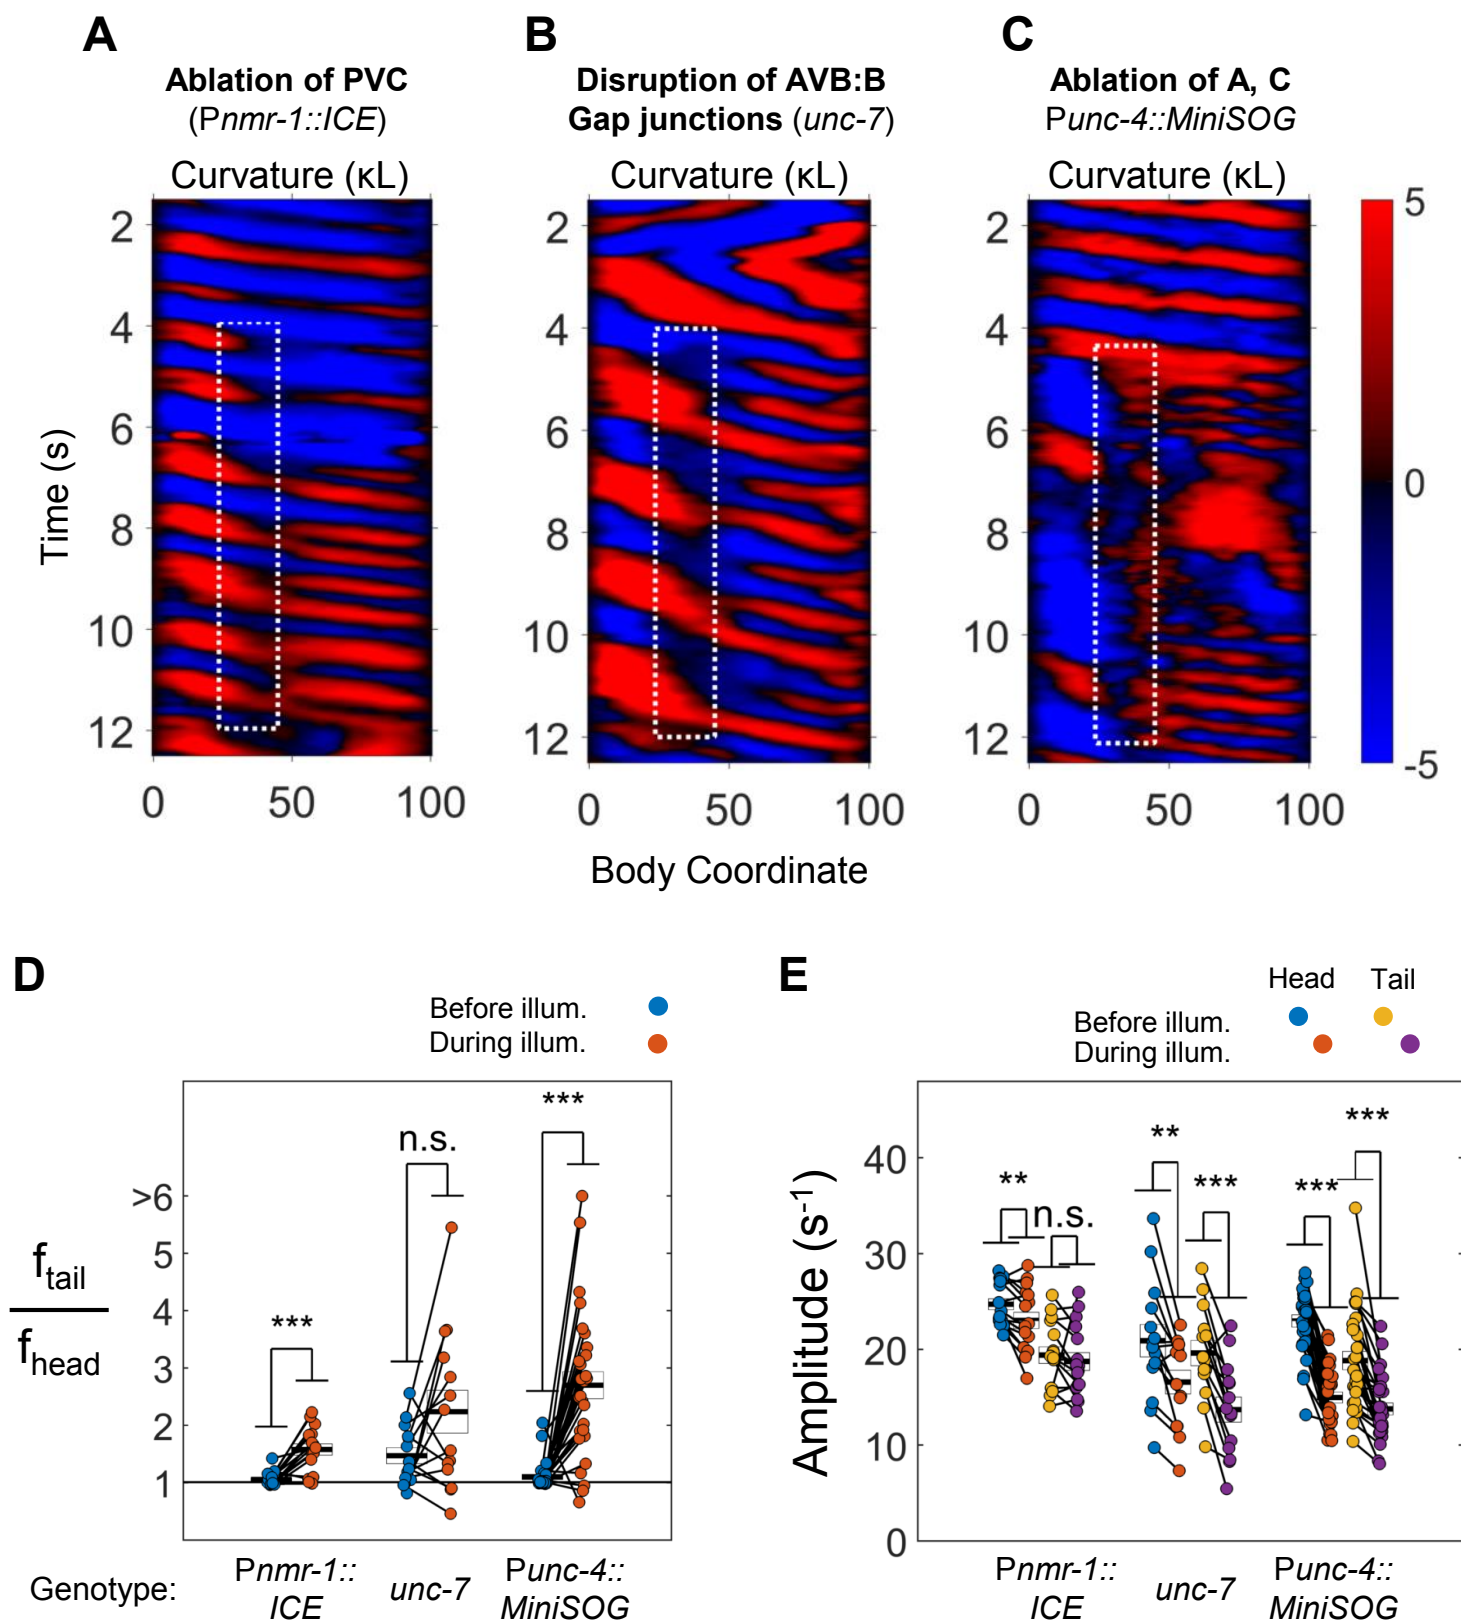 A
Ablation of PVC
(Pnmr-1::ICE)
Curvature (κL)
B
Disruption of AVB:B
Gap junctions (unc-7)
Curvature (κL)
C
Ablation of A, C
Punc-4::MiniSOG
Curvature (κL)
Time (s)
2
4
6
8
10
12
0 50 100
2
4
6
8
10
12
0 50 100
2
4
6
8
10
12
0 50 100
5
0
-5
Body Coordinate
D
Before illum.
During illum.
ftail
fhead
>6
5
4
3
2
1
***
n.s.
***
Genotype:
Pnmr-1::
ICE
unc-7
Punc-4::
MiniSOG
E
Head Tail
Before illum.
During illum.
Amplitude (s-1)
40
30
20
10
0
**
n.s.
**
***
***
***
Pnmr-1::
ICE
unc-7
Punc-4::
MiniSOG